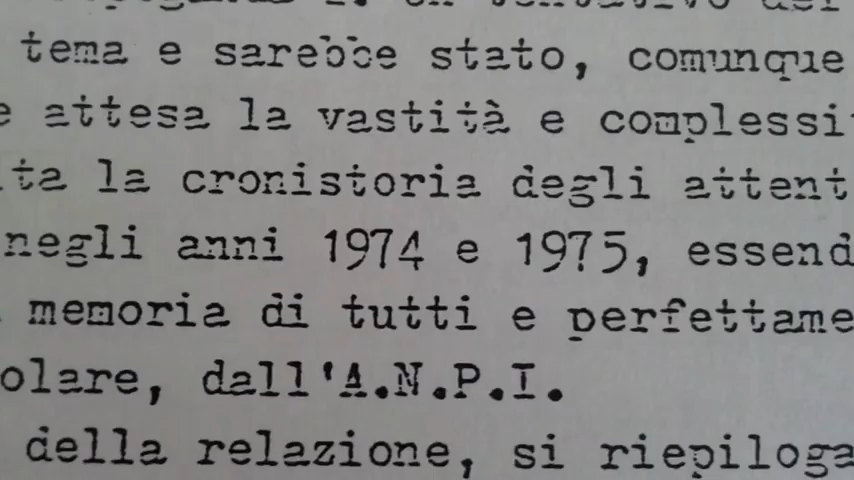 tema e sarebbe stato, comunque
e attesa la vastità e complessi
ta la cronistoria degli attent
negli anni 1974 e 1975, essend
memoria di tutti e perfettame
olare, dall'A.N.P.I.
della relazione, si riepiloga